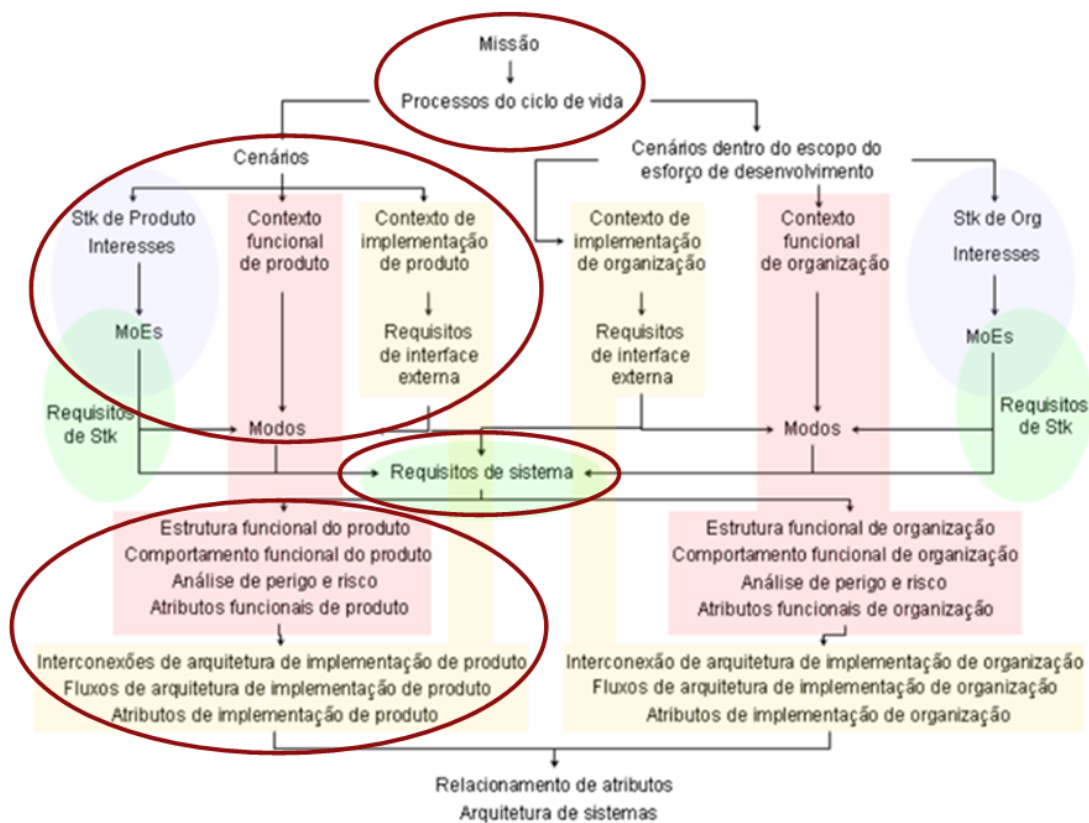 Missão
Processos do ciclo de vida
Cenários
Cenários dentro do escopo do
esforço de desenvolvimento
Stk de Produto
Interesses
Contexto
funcional
de produto
Contexto de
implementação
de produto
Contexto de
implementação
de organização
Contexto
funcional
de organização
Stk de Org
Interesses
MoEs
Requisitos
de interface
externa
Requisitos
de interface
externa
MoEs
Requisitos
de Stk
Modos
Modos
Requisitos
de Stk
Requisitos de sistema
Estrutura funcional do produto
Comportamento funcional do produto
Análise de perigo e risco
Atributos funcionais de produto
Estrutura funcional de organização
Comportamento funcional de organização
Análise de perigo e risco
Atributos funcionais de organização
Interconexões de arquitetura de implementação de produto
Fluxos de arquitetura de implementação de produto
Atributos de implementação de produto
Interconexão de arquitetura de implementação de organização
Fluxos de arquitetura de implementação de organização
Atributos de implementação de organização
Relacionamento de atributos
Arquitetura de sistemas